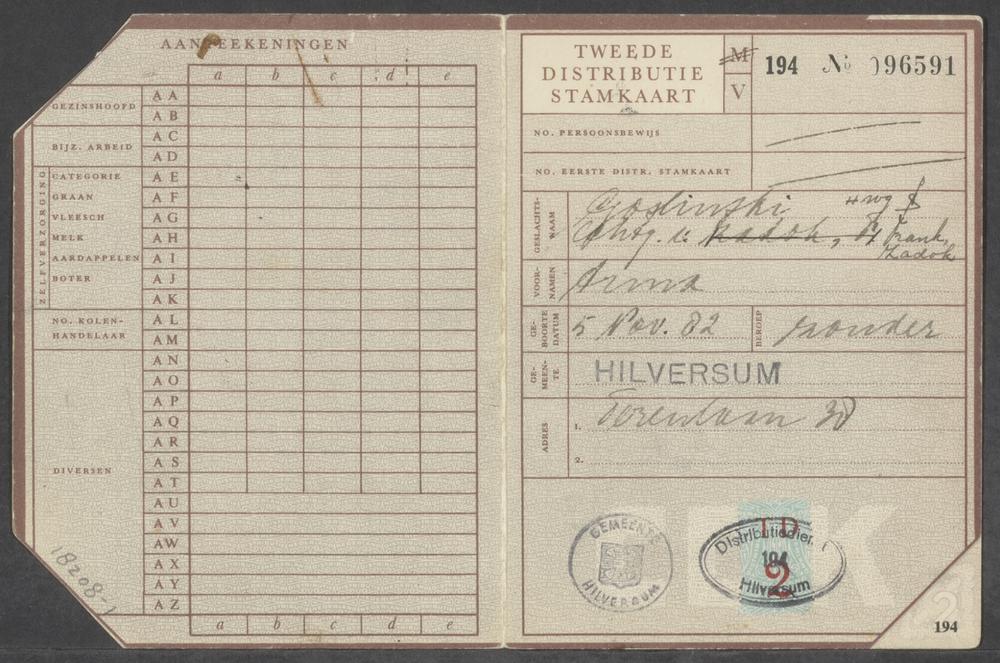 AANTEEKENINGEN
a b c d e
GEZINSHOOFD
AA
AB
BIJZ. ARBEID
AC
AD
ZELFVERZORGING
CATEGORIE AE
GRAAN AF
VLEESCH AG
MELK AH
AARDAPPELEN AI
BOTER AJ
AK
NO. KOLEN-
HANDELAAR
AL
AM
DIVERSEN
AN
AO
AP
AQ
AR
AS
AT
AU
AV
AW
AX
AY
AZ
a b c d e
18208-1
TWEEDE
DISTRIBUTIE
STAMKAART
M
V
194 No 096591
NO. PERSOONSBEWIJS
NO. EERSTE DISTR. STAMKAART
GESLACHTS-
NAAM
Goslinski
Frank,
Zadok
VOOR-
NAMEN
GE-
BOORTE
DATUM
5 Nov. 82
BEROEP
zonder
GE-
MEEN-
TE
HILVERSUM
ADRES
1. Torenlaan
2.
GEMEENTE
HILVERSUM
TD
2
Distributiedienst
194
Hilversum
194